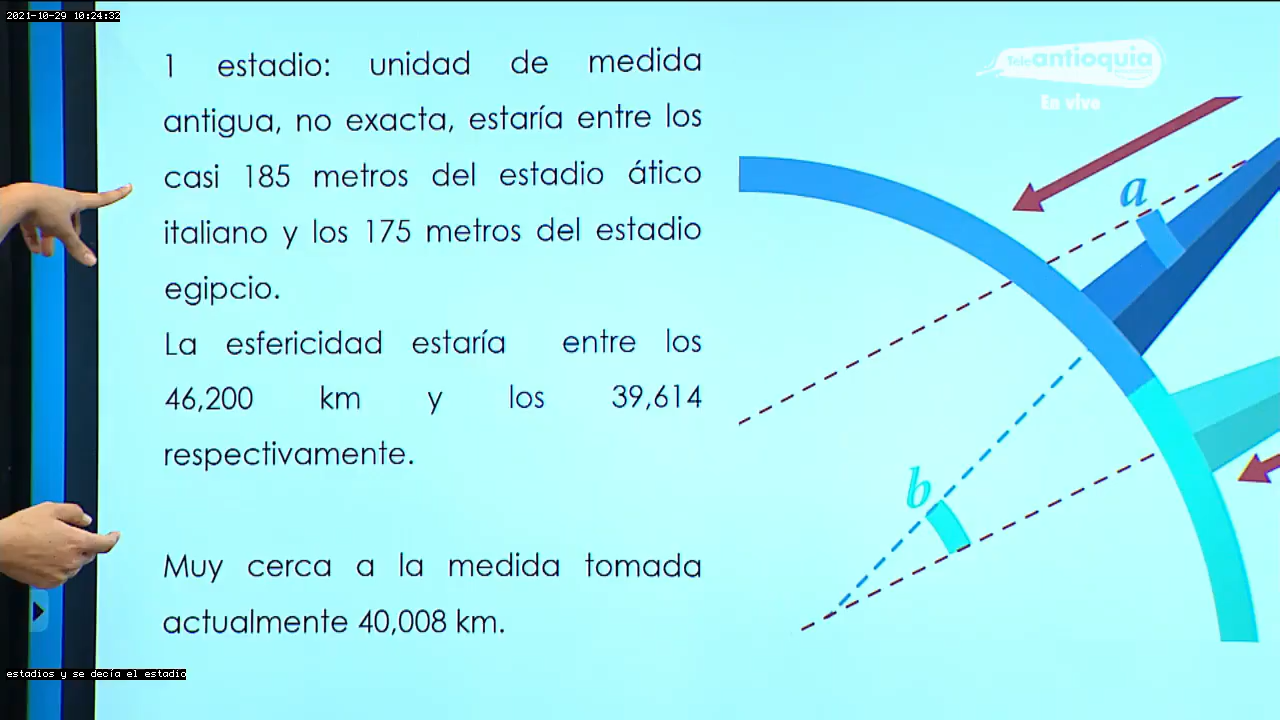 2021-10-29 10:24:32
1 estadio: unidad de medida
antigua, no exacta, estaría entre los
casi 185 metros del estadio ático
italiano y los 175 metros del estadio
egipcio.
La esfericidad estaría entre los
46,200 km y los 39,614
respectivamente.
Muy cerca a la medida tomada
actualmente 40,008 km.
Teleantioquia
En vivo
a
b
estadios y se decía el estadio